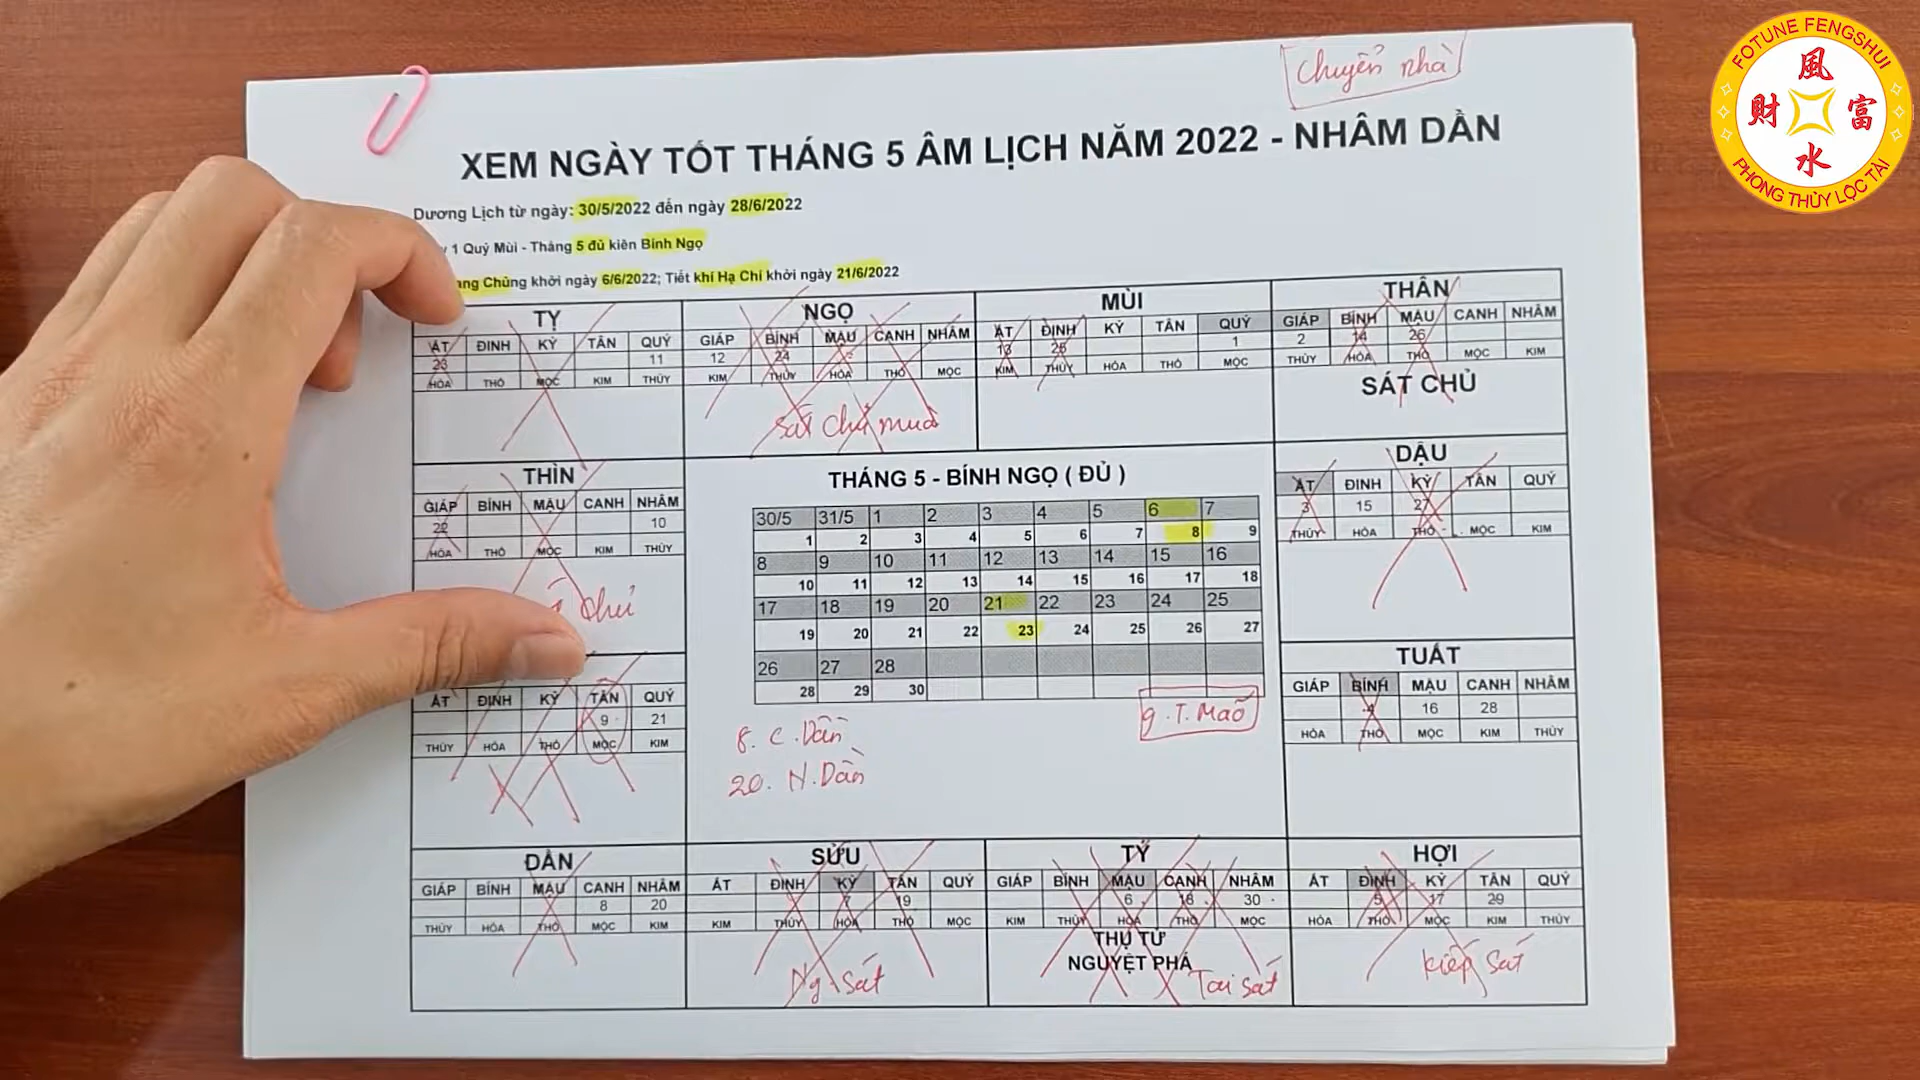 Chuyển nhà
FOTUNE FENGSHUI
風
財 富
水
PHONG THỦY LỘC TÀI
XEM NGÀY TỐT THÁNG 5 ÂM LỊCH NĂM 2022 - NHÂM DẦN
Dương Lịch từ ngày: 30/5/2022 đến ngày 28/6/2022
1 Quý Mùi - Tháng 5 đủ kiên Bính Ngọ
ang Chủng khởi ngày 6/6/2022; Tiết khí Hạ Chí khởi ngày 21/6/2022
TỴ
ẤT ĐINH KỶ TÂN QUÝ
23 11
HỎA THỔ MỘC KIM THỦY
NGỌ
GIÁP BÍNH MẬU CANH NHÂM
12 24
KIM THỦY HỎA THỔ MỘC
Sát chủ mùa
MÙI
ẤT ĐINH KỶ TÂN QUÝ
13 25 1
KIM THỦY HỎA THỔ MỘC
THÂN
GIÁP BÍNH MẬU CANH NHÂM
2 14 26
THỦY HỎA THỔ MỘC KIM
SÁT CHỦ
THÌN
GIÁP BÍNH MẬU CANH NHÂM
22 10
HỎA THỔ MỘC KIM THỦY
chủ
THÁNG 5 - BÍNH NGỌ ( ĐỦ )
30/5 31/5 1 2 3 4 5 6 7
1 2 3 4 5 6 7 8 9
8 9 10 11 12 13 14 15 16
10 11 12 13 14 15 16 17 18
17 18 19 20 21 22 23 24 25
19 20 21 22 23 24 25 26 27
26 27 28
28 29 30
8. C.Dần
20. N.Dần
9.T.Mão
DẬU
ẤT ĐINH KỶ TÂN QUÝ
3 15 27
THỦY HỎA THỔ MỘC KIM
ẤT ĐINH KỶ TÂN QUÝ
9 21
THỦY HỎA THỔ MỘC KIM
TUẤT
GIÁP BÍNH MẬU CANH NHÂM
4 16 28
HỎA THỔ MỘC KIM THỦY
DẦN
GIÁP BÍNH MẬU CANH NHÂM
8 20
THỦY HỎA THỔ MỘC KIM
SỬU
ẤT ĐINH KỶ TÂN QUÝ
7 19
KIM THỦY HỎA THỔ MỘC
Ng.Sát
TÝ
GIÁP BÍNH MẬU CANH NHÂM
6 18 30
KIM THỦY HỎA THỔ MỘC
THỤ TỬ
NGUYỆT PHÁ
Tai sát
HỢI
ẤT ĐINH KỶ TÂN QUÝ
5 17 29
HỎA THỔ MỘC KIM THỦY
Kiếp sát